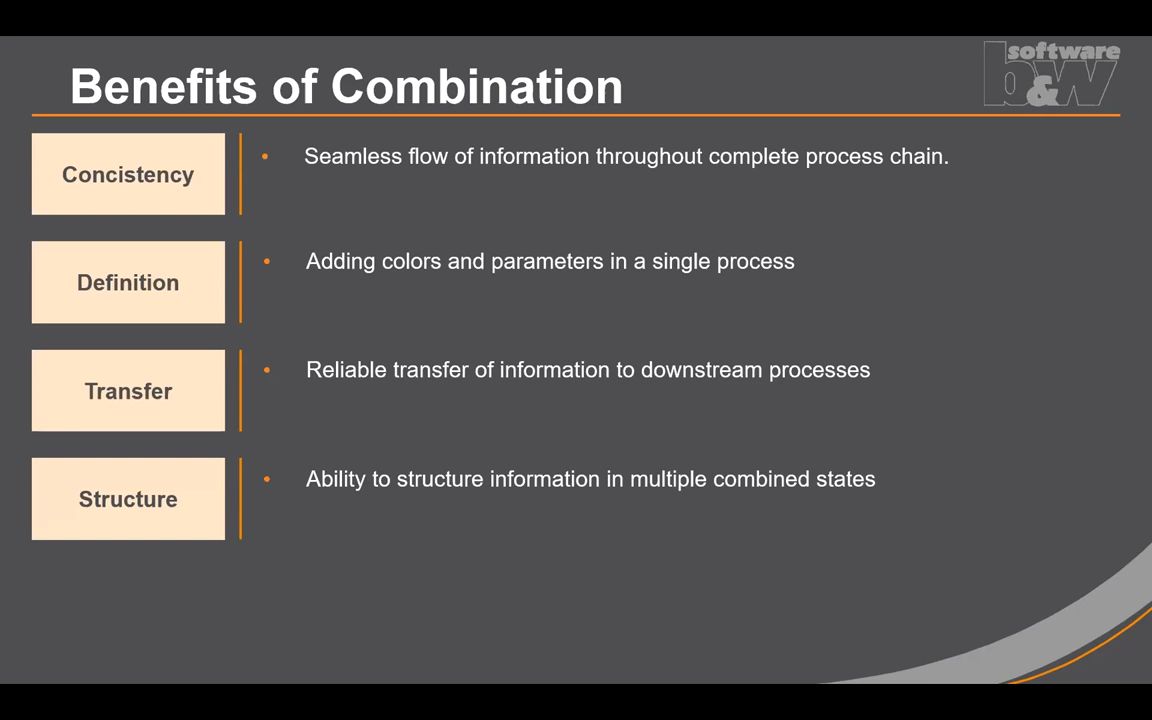 software
b&w
Benefits of Combination
Concistency
• Seamless flow of information throughout complete process chain.
Definition
• Adding colors and parameters in a single process
Transfer
• Reliable transfer of information to downstream processes
Structure
• Ability to structure information in multiple combined states